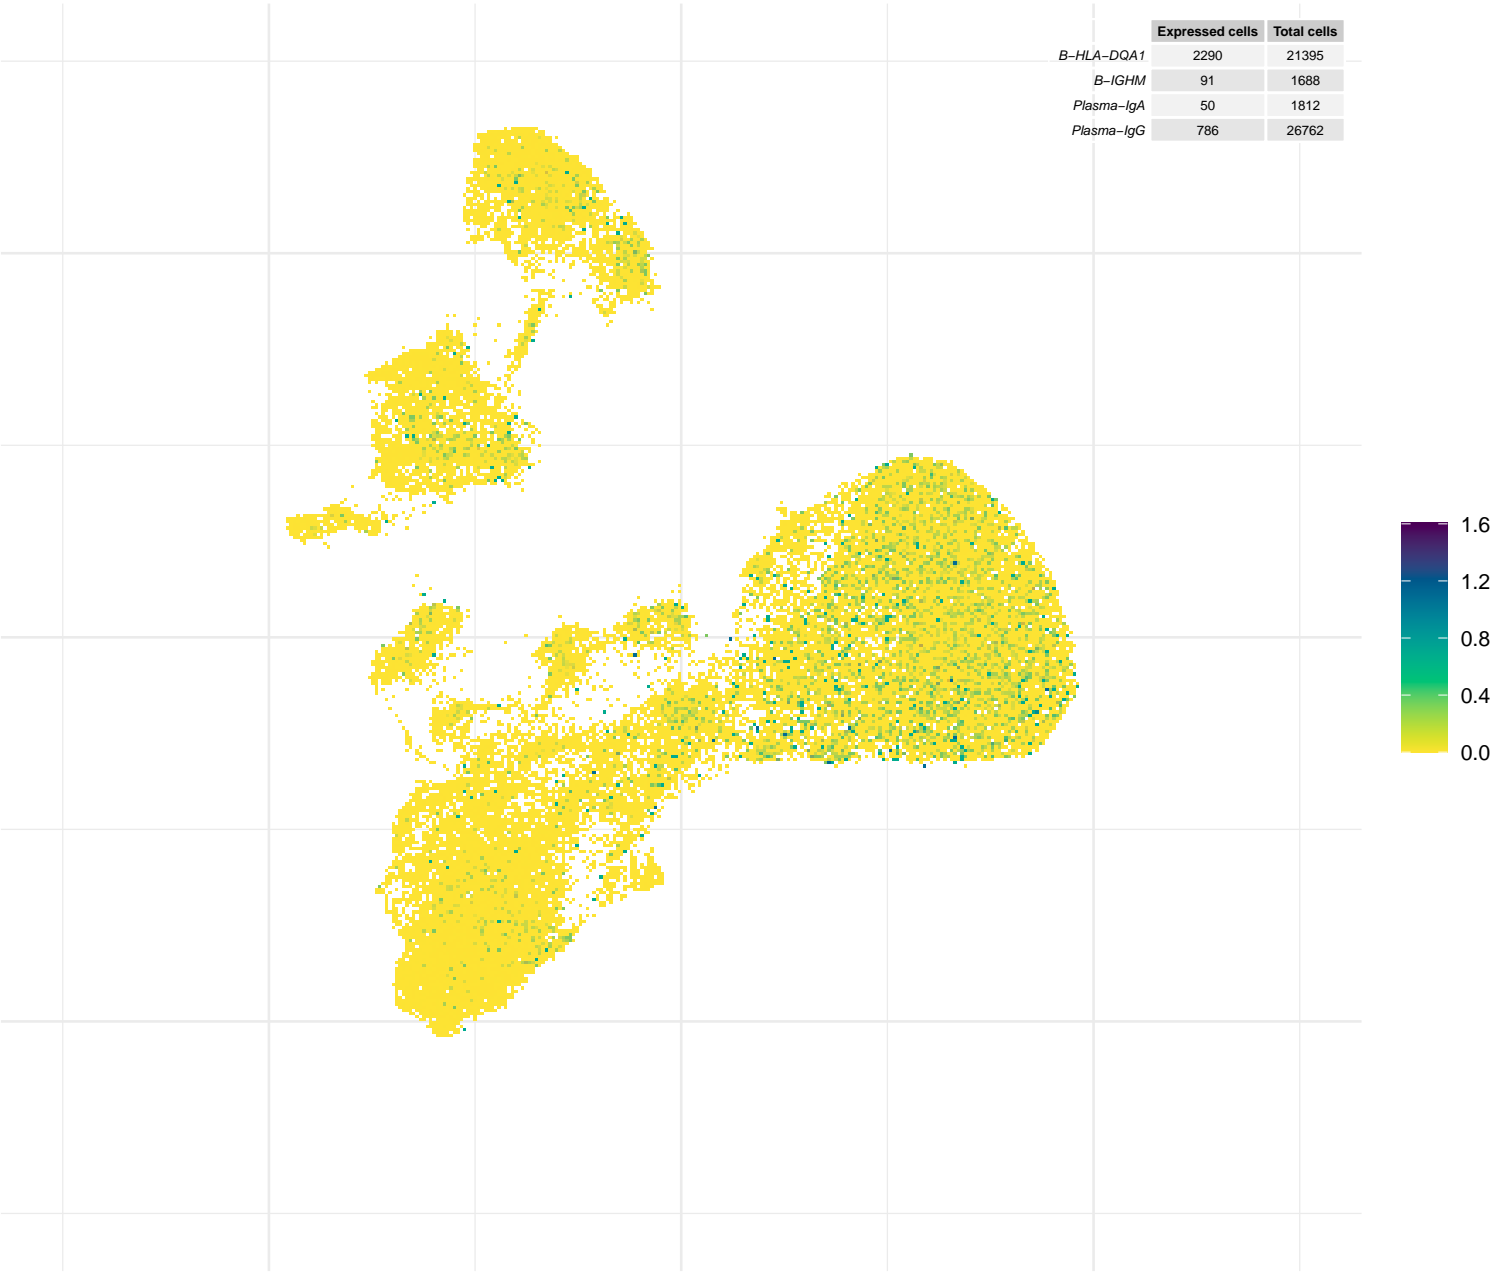 Expressed cells Total cells
B−HLA−DQA1 2290 21395
B−IGHM 91 1688
Plasma−IgA 50 1812
Plasma−IgG 786 26762
1.6
1.2
0.8
0.4
0.0